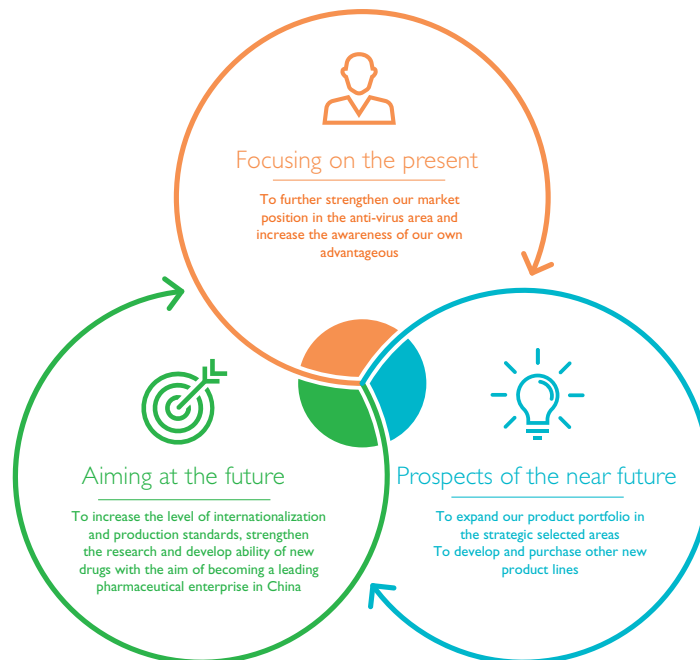 Focusing on the present
To further strengthen our market
position in the anti-virus area and
increase the awareness of our own
advantageous
Aiming at the future
To increase the level of internationalization
and production standards, strengthen
the research and develop ability of new
drugs with the aim of becoming a leading
pharmaceutical enterprise in China
Prospects of the near future
To expand our product portfolio in
the strategic selected areas
To develop and purchase other new
product lines